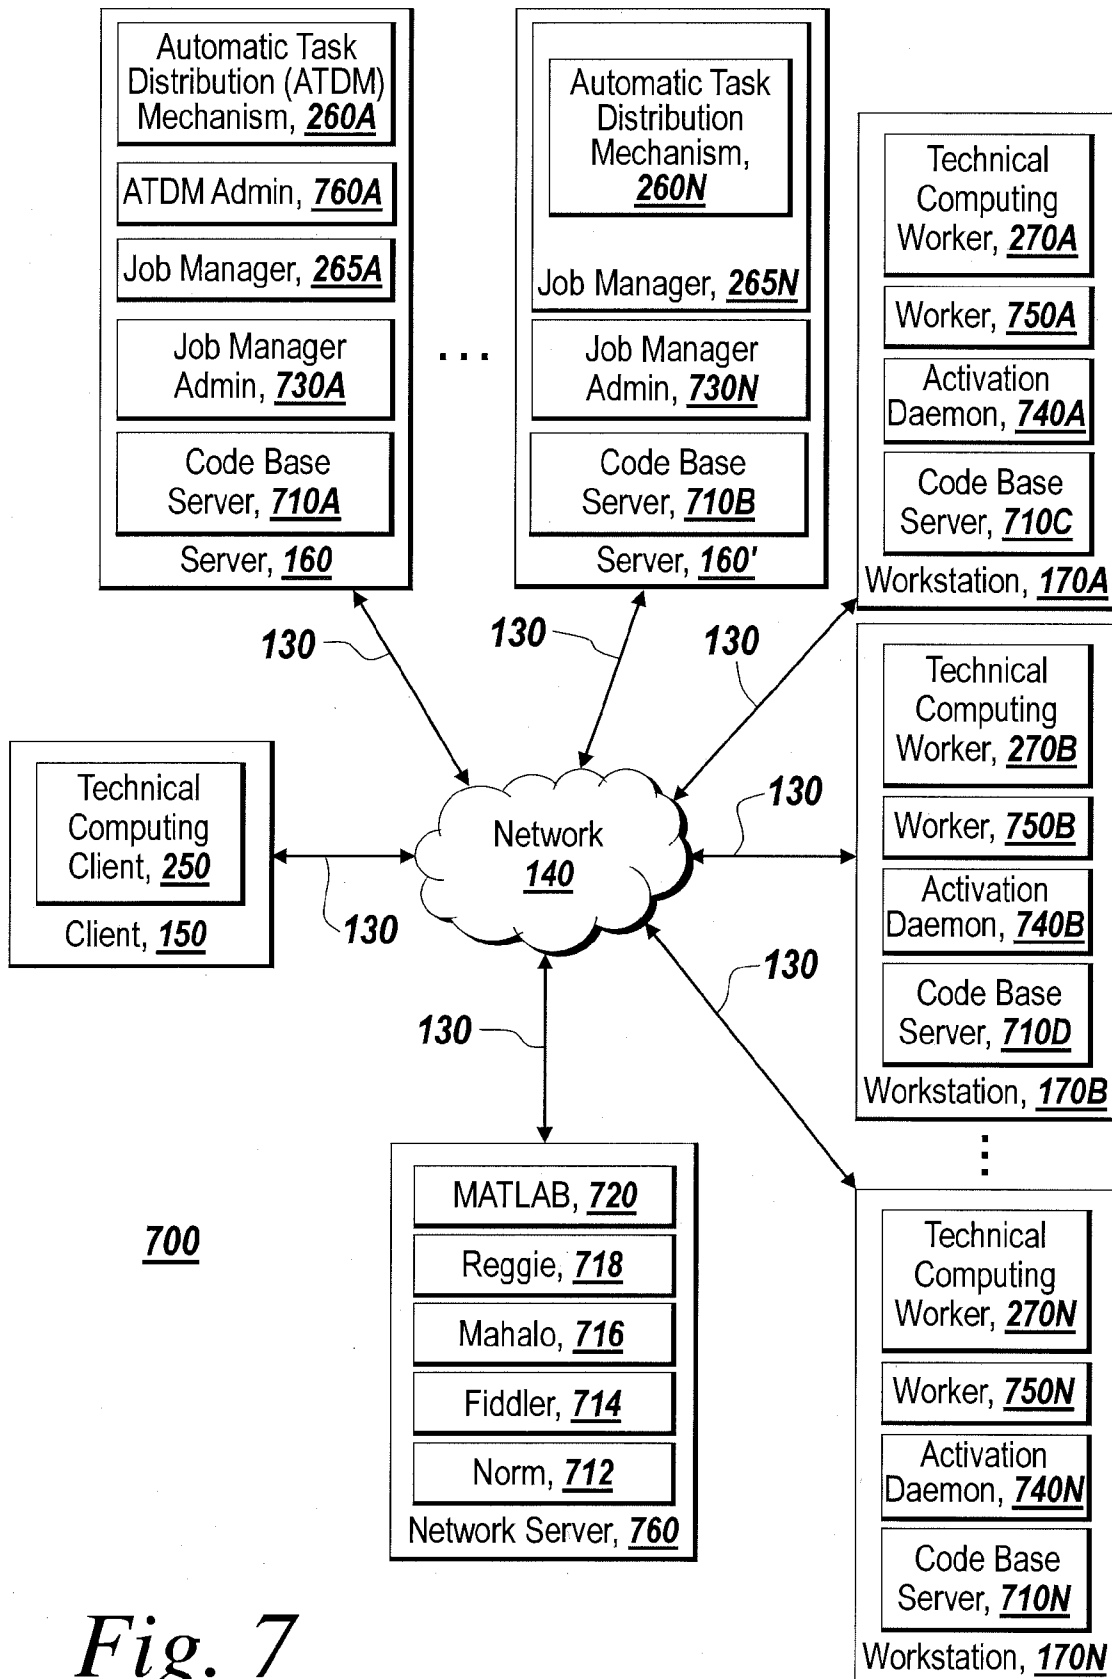 Automatic Task
Distribution (ATDM)
Mechanism, 260A
ATDM Admin, 760A
Job Manager, 265A
Job Manager
Admin, 730A
Code Base
Server, 710A
Server, 160
...
Automatic Task
Distribution
Mechanism,
260N
Job Manager, 265N
Job Manager
Admin, 730N
Code Base
Server, 710B
Server, 160'
Technical
Computing
Worker, 270A
Worker, 750A
Activation
Daemon, 740A
Code Base
Server, 710C
Workstation, 170A
130
130
130
Technical
Computing
Worker, 270B
Worker, 750B
Activation
Daemon, 740B
Code Base
Server, 710D
Workstation, 170B
Technical
Computing
Client, 250
Client, 150
130
Network
140
130
130
130
MATLAB, 720
Reggie, 718
Mahalo, 716
Fiddler, 714
Norm, 712
Network Server, 760
700
Technical
Computing
Worker, 270N
Worker, 750N
Activation
Daemon, 740N
Code Base
Server, 710N
Workstation, 170N
Fig. 7